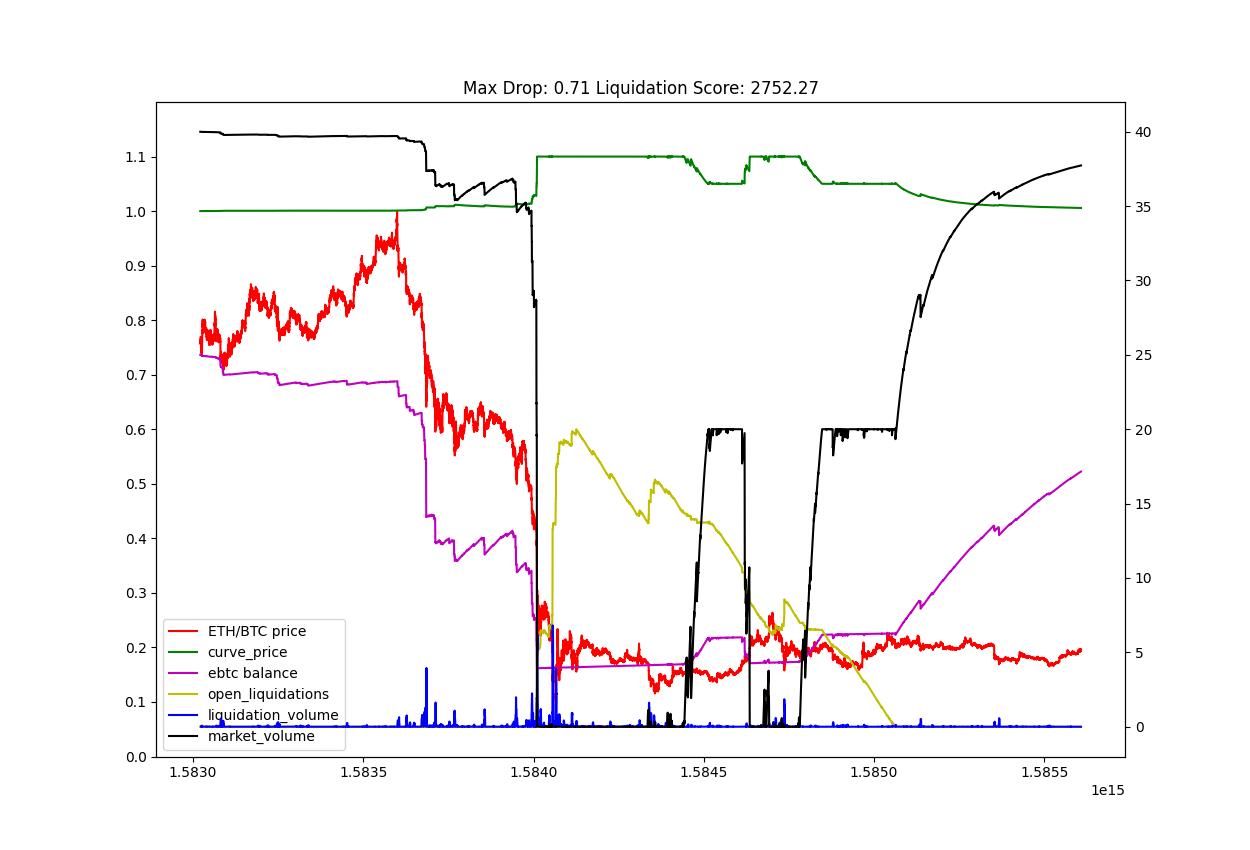 Max Drop: 0.71 Liquidation Score: 2752.27
1.1
1.0
0.9
0.8
0.7
0.6
0.5
0.4
0.3
0.2
0.1
0.0
40
35
30
25
20
15
10
5
0
ETH/BTC price
curve_price
ebtc balance
open_liquidations
liquidation_volume
market_volume
1.5830 1.5835 1.5840 1.5845 1.5850 1.5855
1e15